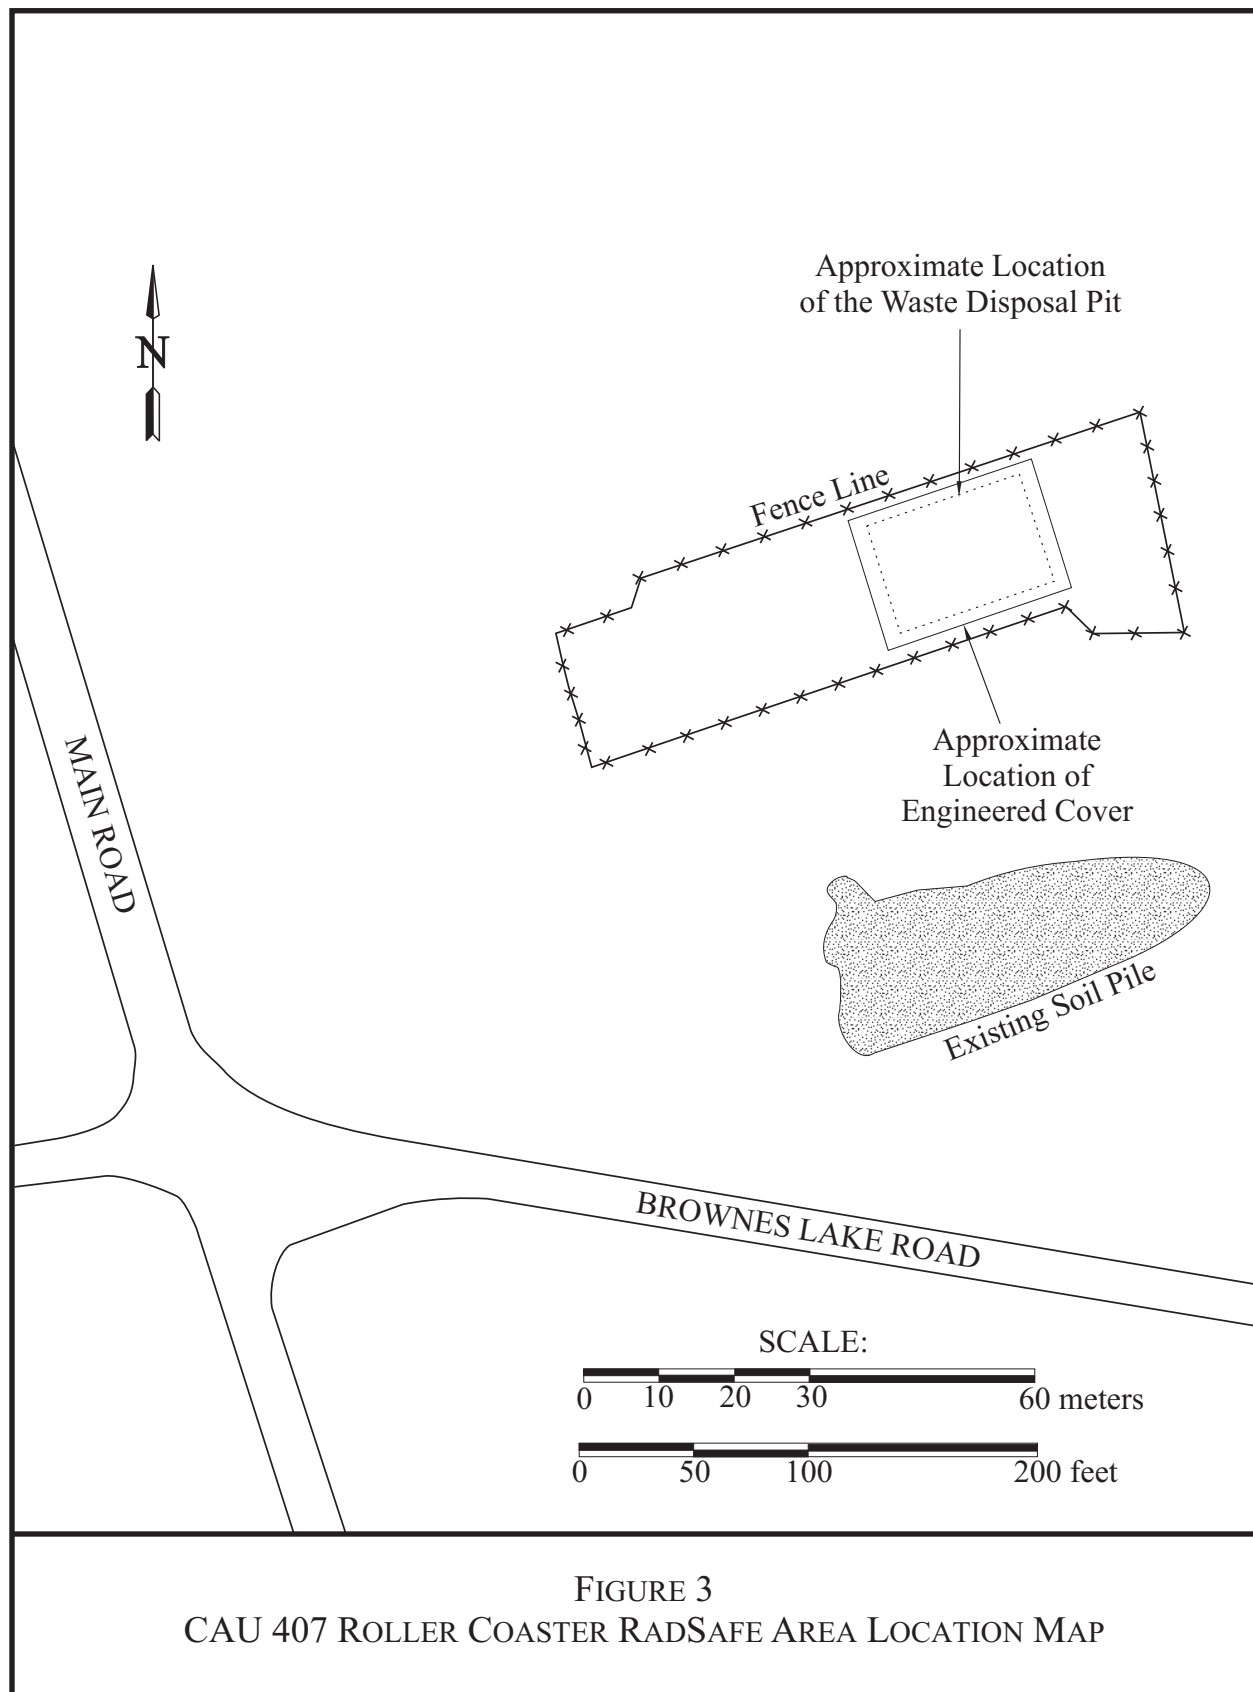 Approximate Location
of the Waste Disposal Pit
N
Fence Line
MAIN ROAD
Approximate
Location of
Engineered Cover
Existing Soil Pile
BROWNES LAKE ROAD
SCALE:
0 10 20 30 60 meters
0 50 100 200 feet
FIGURE 3
CAU 407 ROLLER COASTER RADSAFE AREA LOCATION MAP